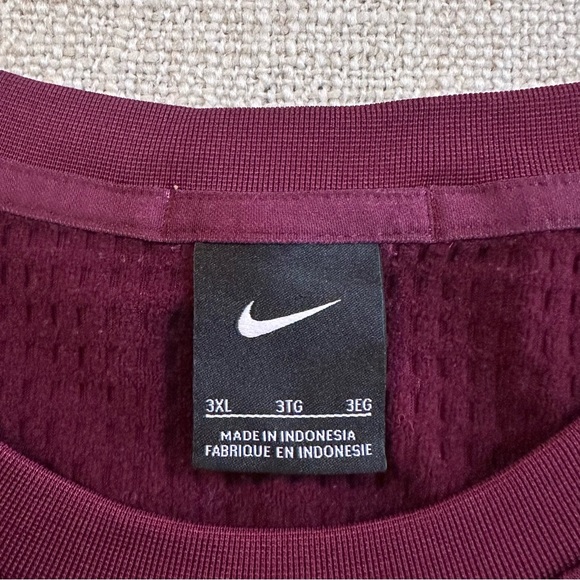 3XL 3TG 3EG
MADE IN INDONESIA
FABRIQUE EN INDONESIE